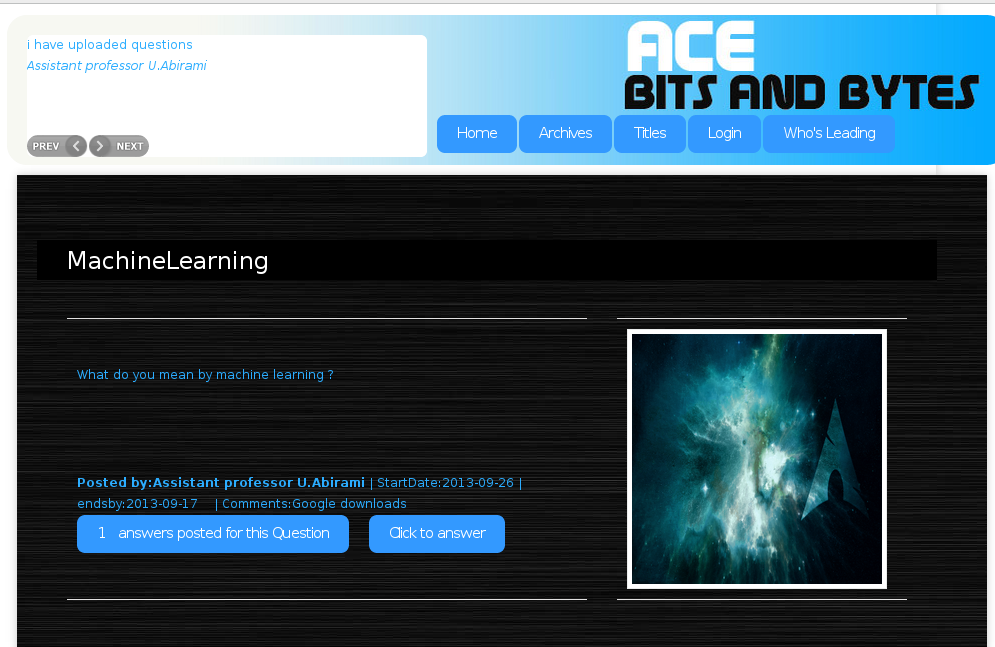 i have uploaded questions
Assistant professor U.Abirami
PREV NEXT
ACE
BITS AND BYTES
Home Archives Titles Login Who's Leading
MachineLearning
What do you mean by machine learning ?
Posted by:Assistant professor U.Abirami | StartDate:2013-09-26 |
endsby:2013-09-17 | Comments:Google downloads
1 answers posted for this Question Click to answer